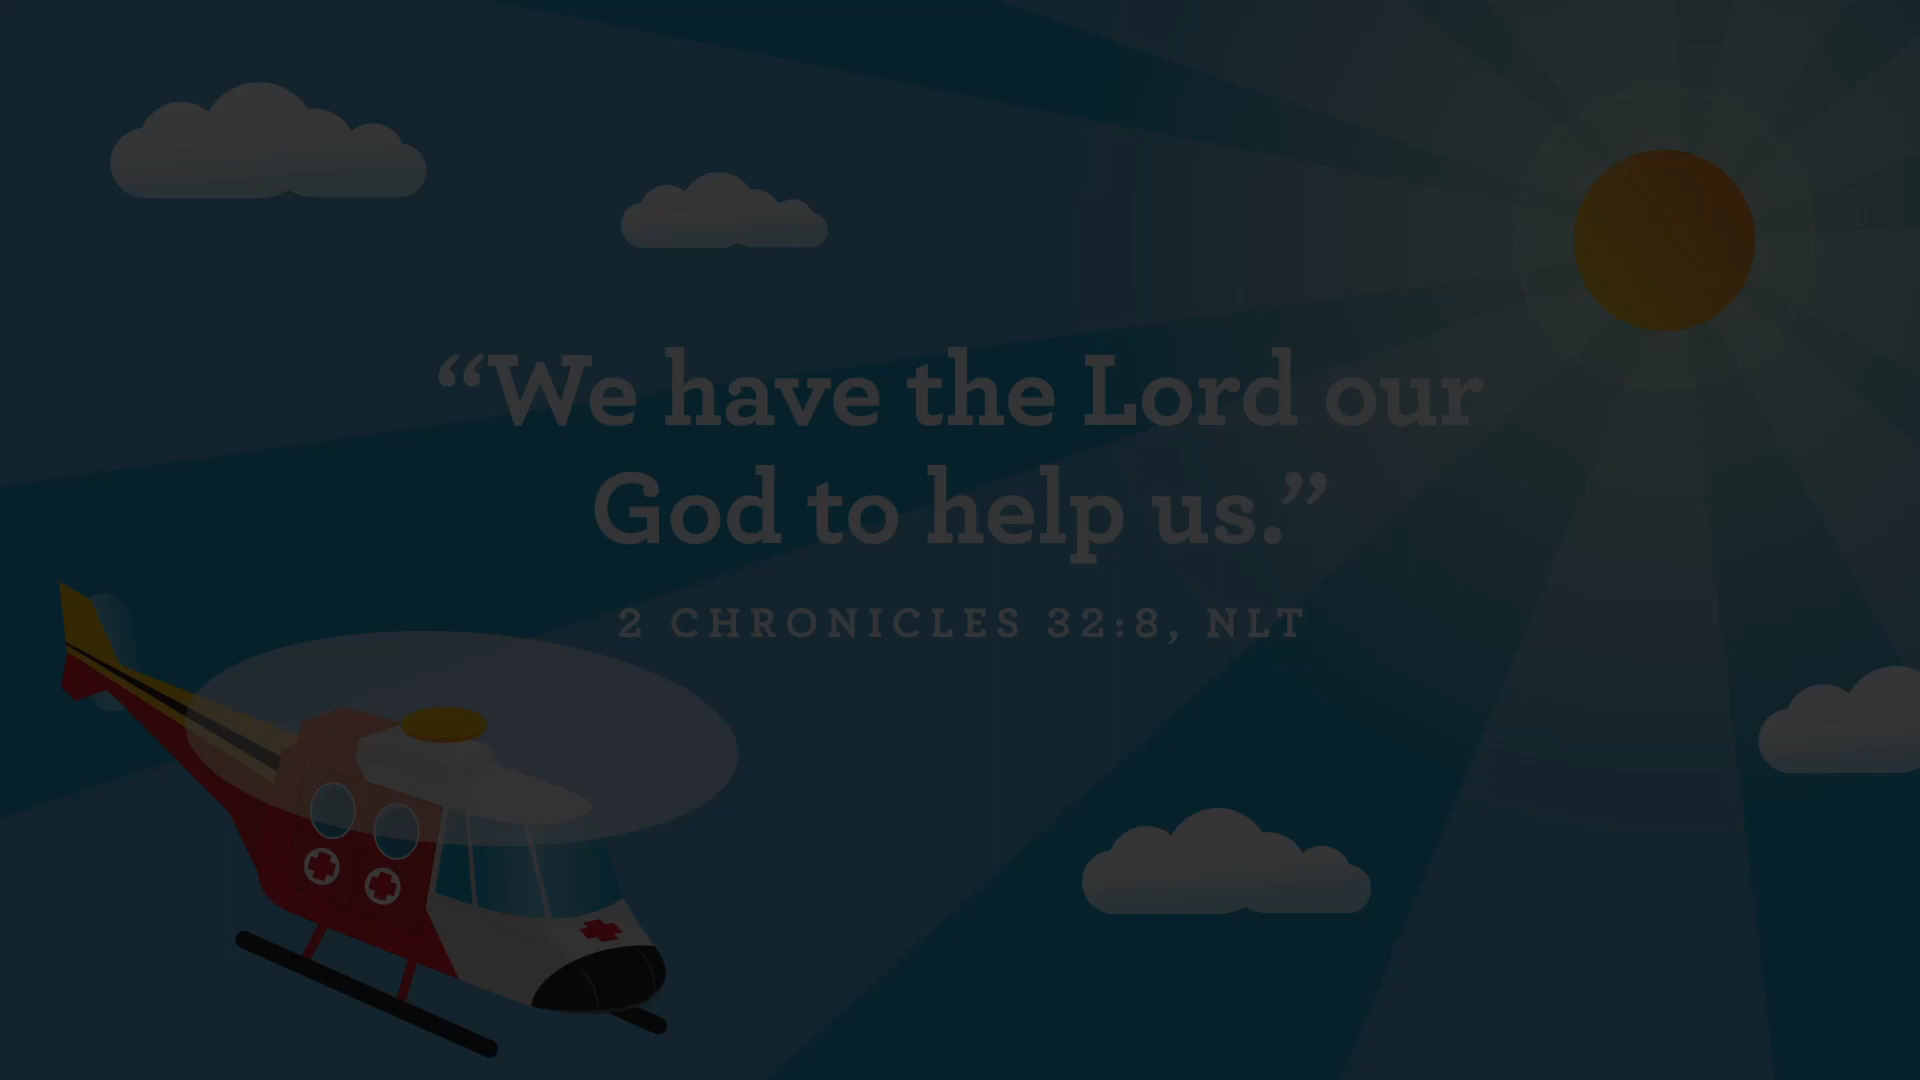 “We have the Lord our
God to help us.”
2 CHRONICLES 32:8, NLT